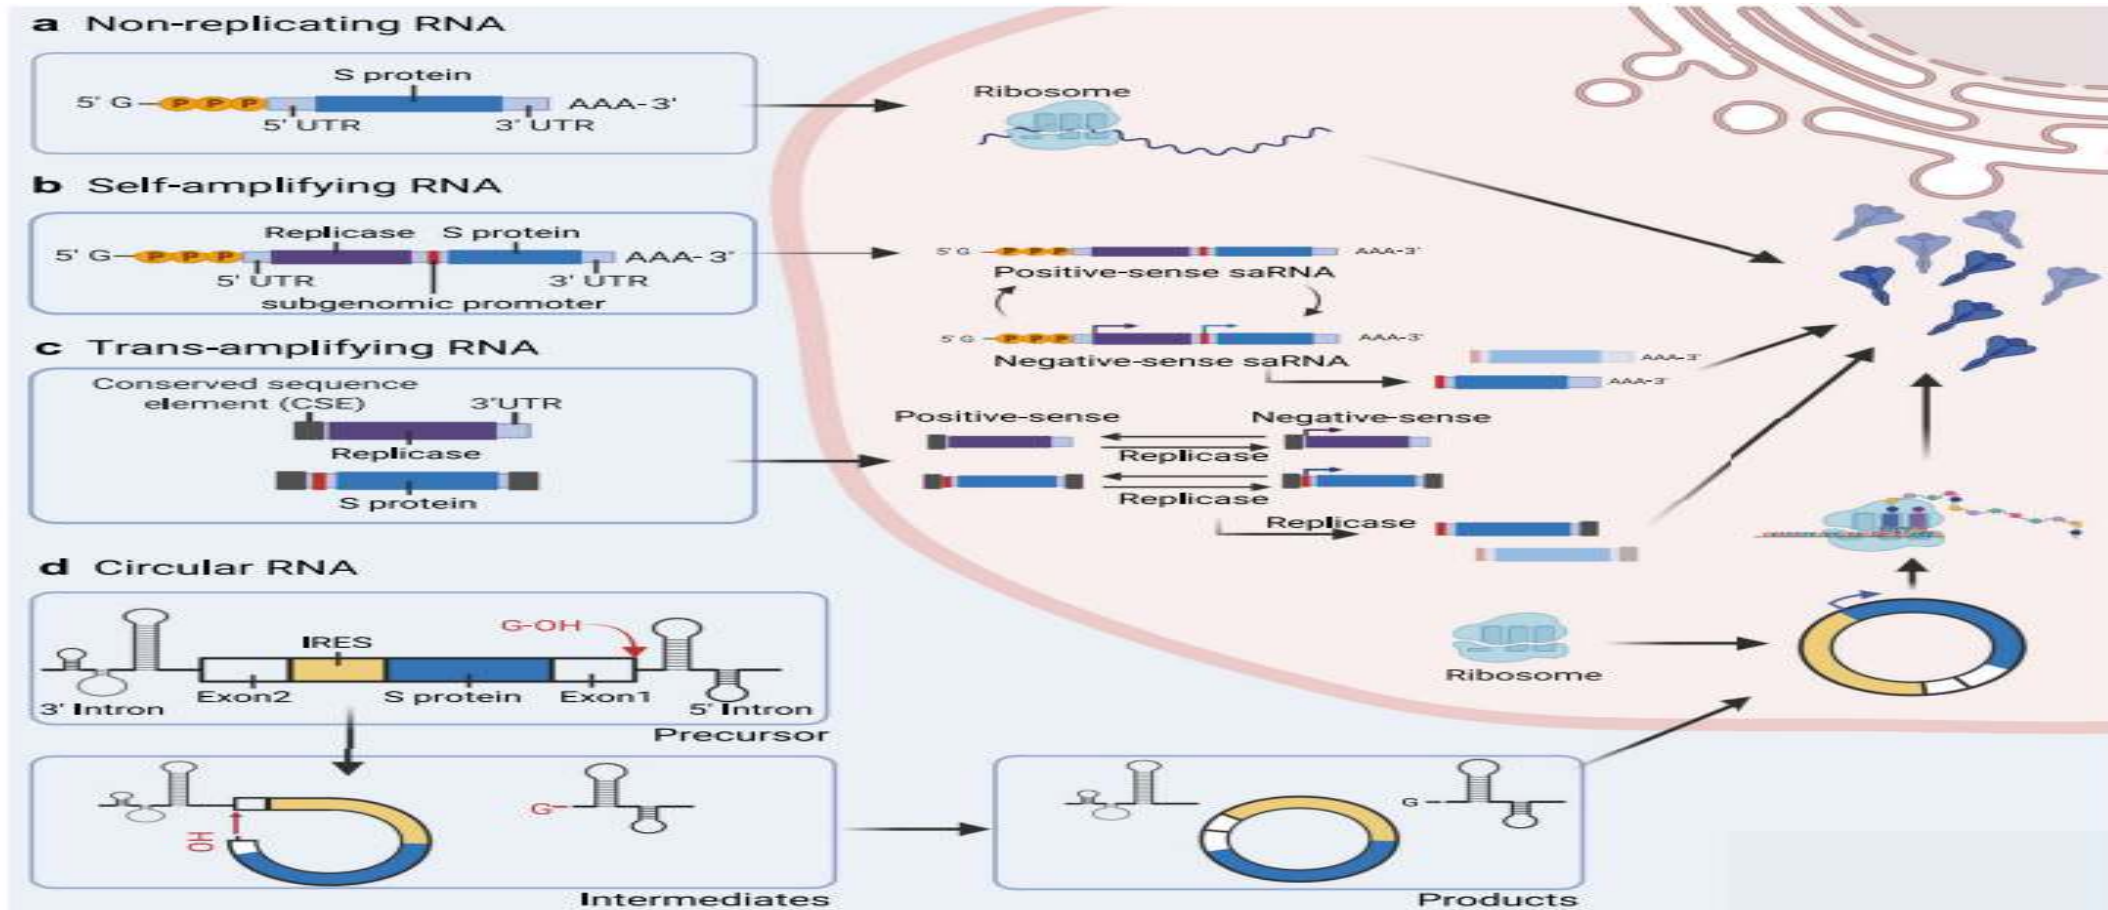 a Non-replicating RNA
S protein
5' G P P P AAA-3'
5' UTR 3' UTR
Ribosome
b Self-amplifying RNA
Replicase S protein
5' G P P P AAA-3'
5' UTR 3' UTR
subgenomic promoter
5' G P P P AAA-3'
Positive-sense saRNA
5' G P P P AAA-3'
Negative-sense saRNA
AAA-3'
AAA-3'
c Trans-amplifying RNA
Conserved sequence
element (CSE) 3'UTR
Replicase
S protein
Positive-sense Negative-sense
Replicase
Replicase
Replicase
d Circular RNA
IRES G-OH
Exon2 S protein Exon1
3' Intron 5' Intron
Precursor
Ribosome
OH
G
Intermediates
G
Products